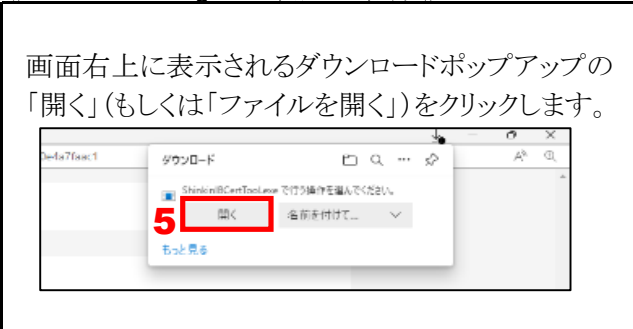 画面右上に表示されるダウンロードポップアップの
「開く」(もしくは「ファイルを開く」)をクリックします。
ダウンロード
ShinkinIBCertTool.exe で行う操作を選んでください。
5
開く
名前を付けて...
もっと見る